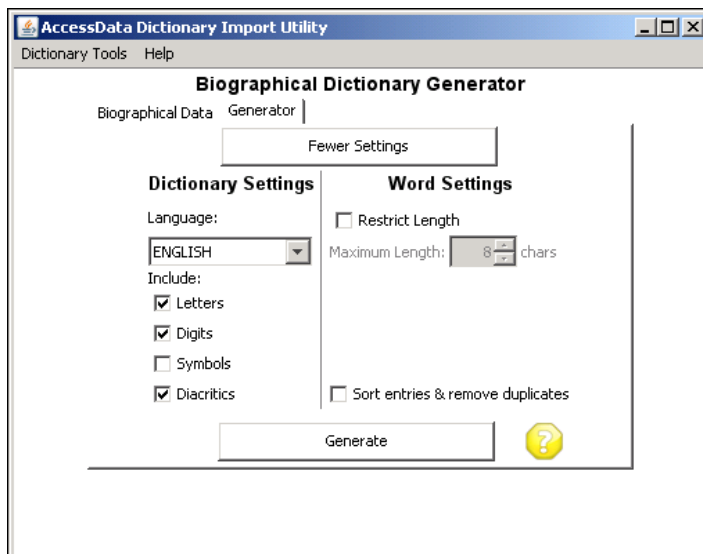 AccessData Dictionary Import Utility
Dictionary Tools Help
Biographical Dictionary Generator
Biographical Data Generator
Fewer Settings
Dictionary Settings Word Settings
Language: Restrict Length
ENGLISH Maximum Length: 8 chars
Include:
Letters
Digits
Symbols
Diacritics Sort entries & remove duplicates
Generate ?